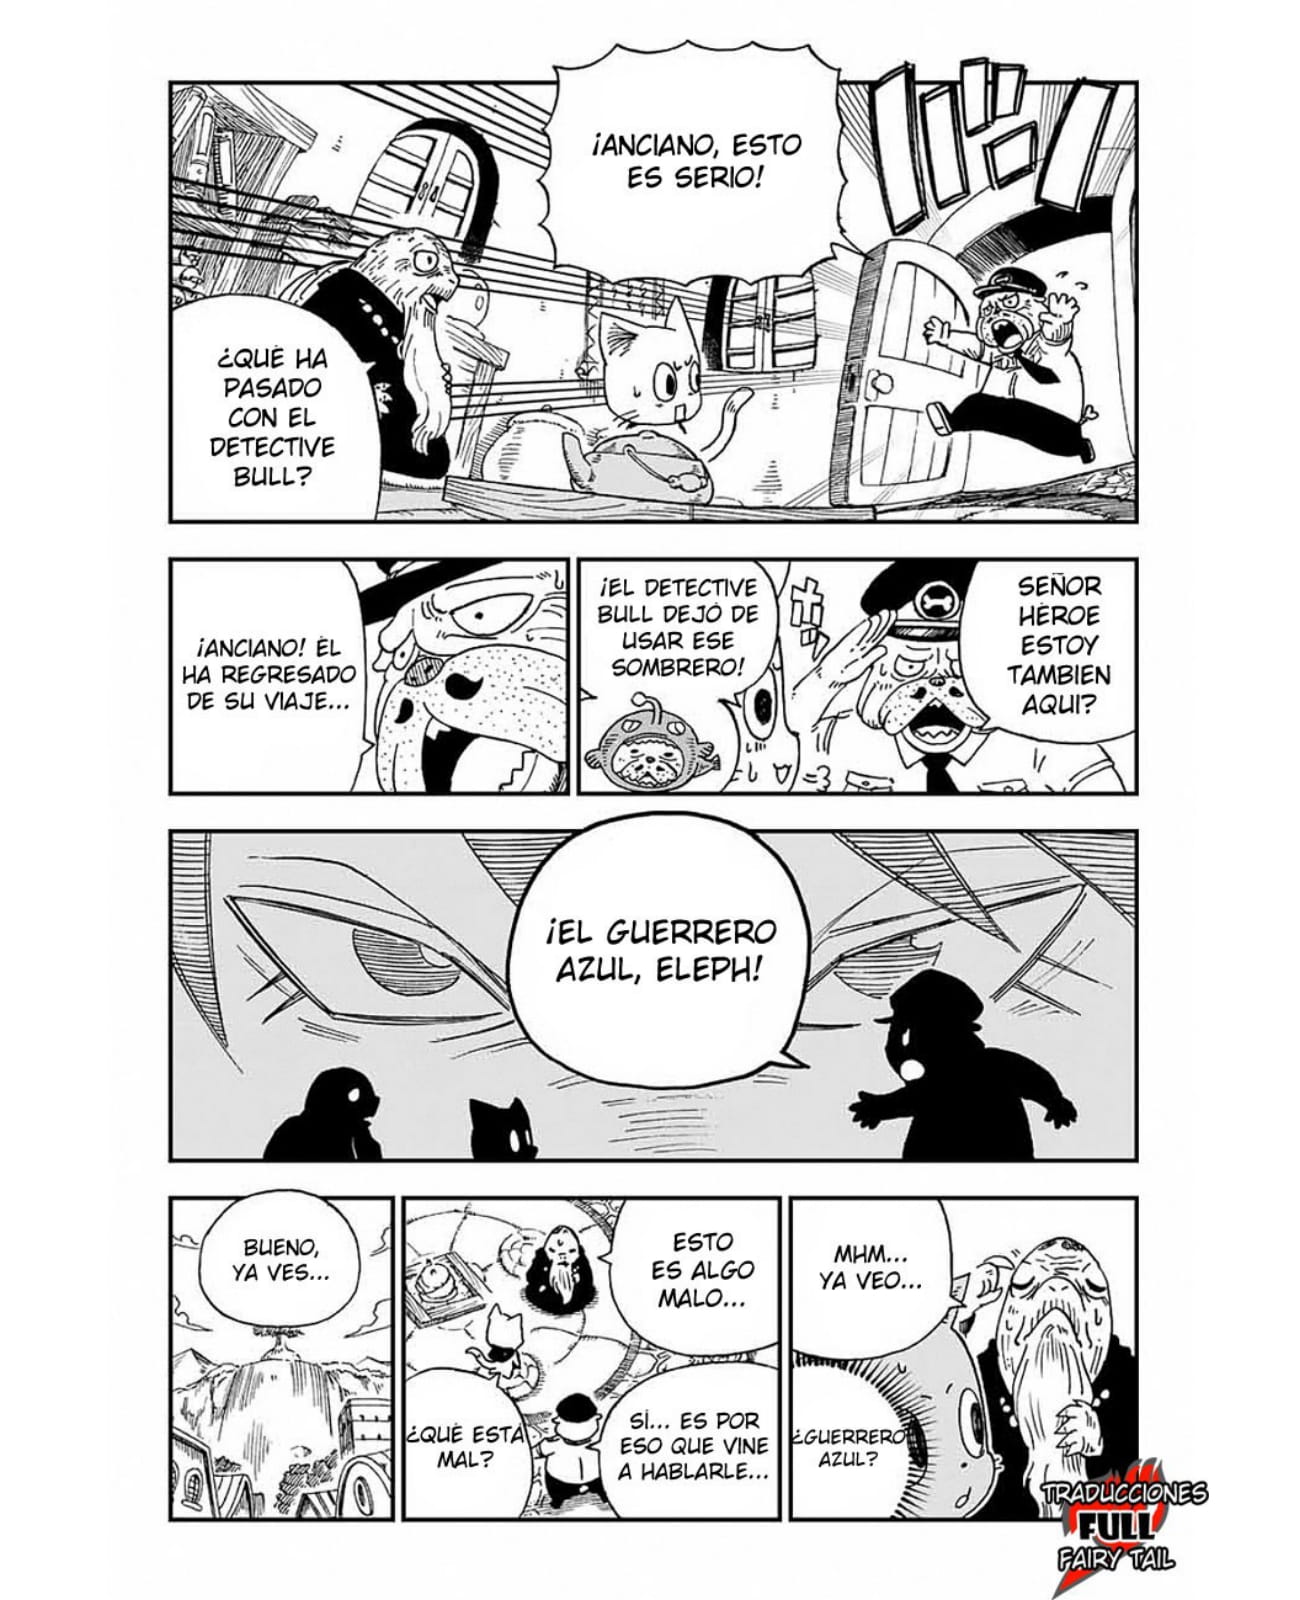 ¡ANCIANO, ESTO
ES SERIO!
¿QUÉ HA
PASADO
CON EL
DETECTIVE
BULL?
SEÑOR
HÉROE
ESTOY
TAMBIEN
AQUI?
¡EL DETECTIVE
BULL DEJÓ DE
USAR ESE
SOMBRERO!
¡ANCIANO! ÉL
HA REGRESADO
DE SU VIAJE...
¡EL GUERRERO
AZUL, ELEPH!
MHM...
YA VEO...
¿GUERRERO
AZUL?
ESTO
ES ALGO
MALO...
SÍ... ES POR
ESO QUE VINE
A HABLARLE...
¿QUÉ ESTÁ
MAL?
BUENO,
YA VES...
TRADUCCIONES
FULL
FAIRY TAIL